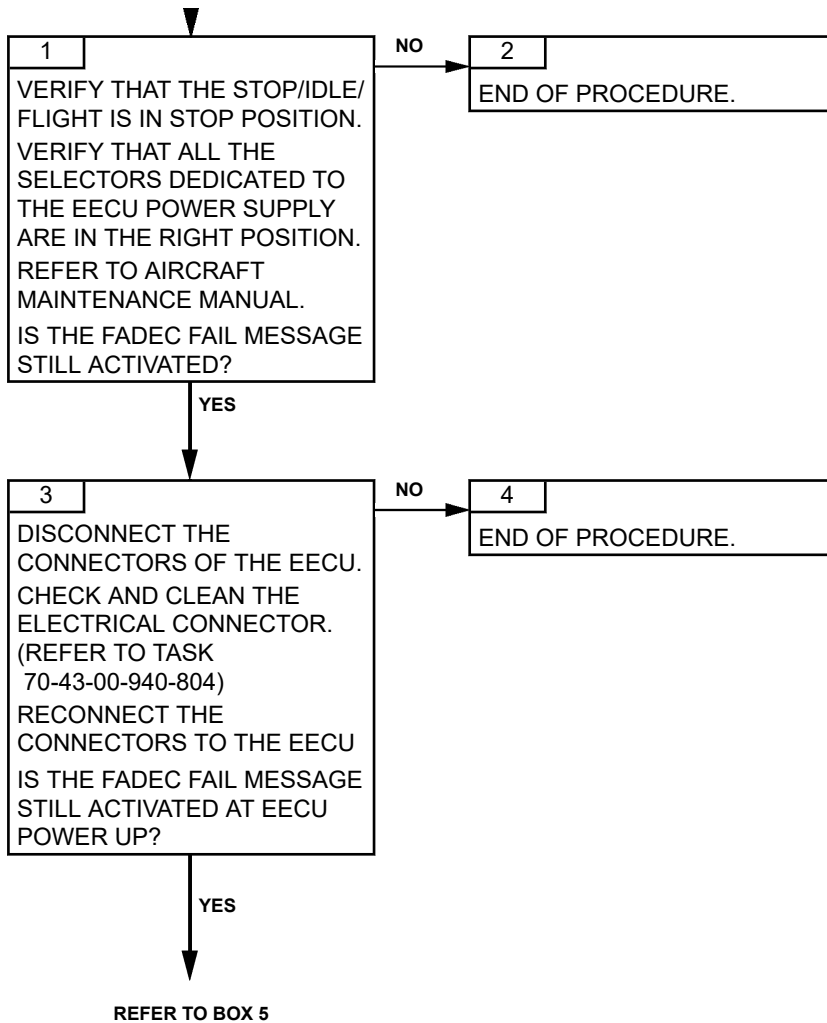 1
VERIFY THAT THE STOP/IDLE/
FLIGHT IS IN STOP POSITION.
VERIFY THAT ALL THE
SELECTORS DEDICATED TO
THE EECU POWER SUPPLY
ARE IN THE RIGHT POSITION.
REFER TO AIRCRAFT
MAINTENANCE MANUAL.
IS THE FADEC FAIL MESSAGE
STILL ACTIVATED?
NO
2
END OF PROCEDURE.
YES
3
DISCONNECT THE
CONNECTORS OF THE EECU.
CHECK AND CLEAN THE
ELECTRICAL CONNECTOR.
(REFER TO TASK
70-43-00-940-804)
RECONNECT THE
CONNECTORS TO THE EECU
IS THE FADEC FAIL MESSAGE
STILL ACTIVATED AT EECU
POWER UP?
NO
4
END OF PROCEDURE.
YES
REFER TO BOX 5